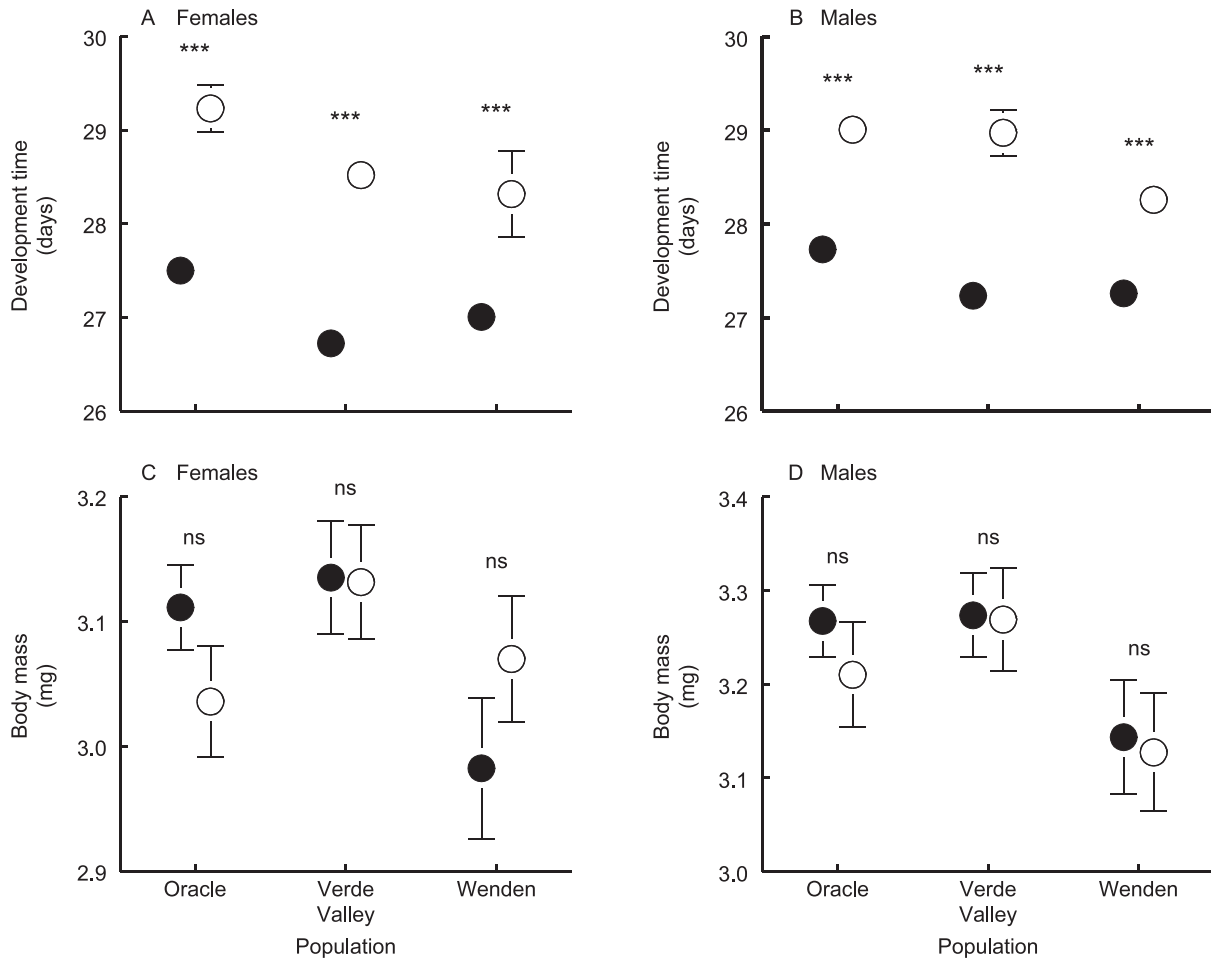 A Females
30
29
28
27
26
Development time
(days)
***
***
***
B Males
30
29
28
27
26
Development time
(days)
***
***
***
C Females
3.2
3.1
3.0
2.9
Body mass
(mg)
ns
ns
ns
Oracle
Verde
Valley
Wenden
Population
D Males
3.4
3.3
3.2
3.1
3.0
Body mass
(mg)
ns
ns
ns
Oracle
Verde
Valley
Wenden
Population